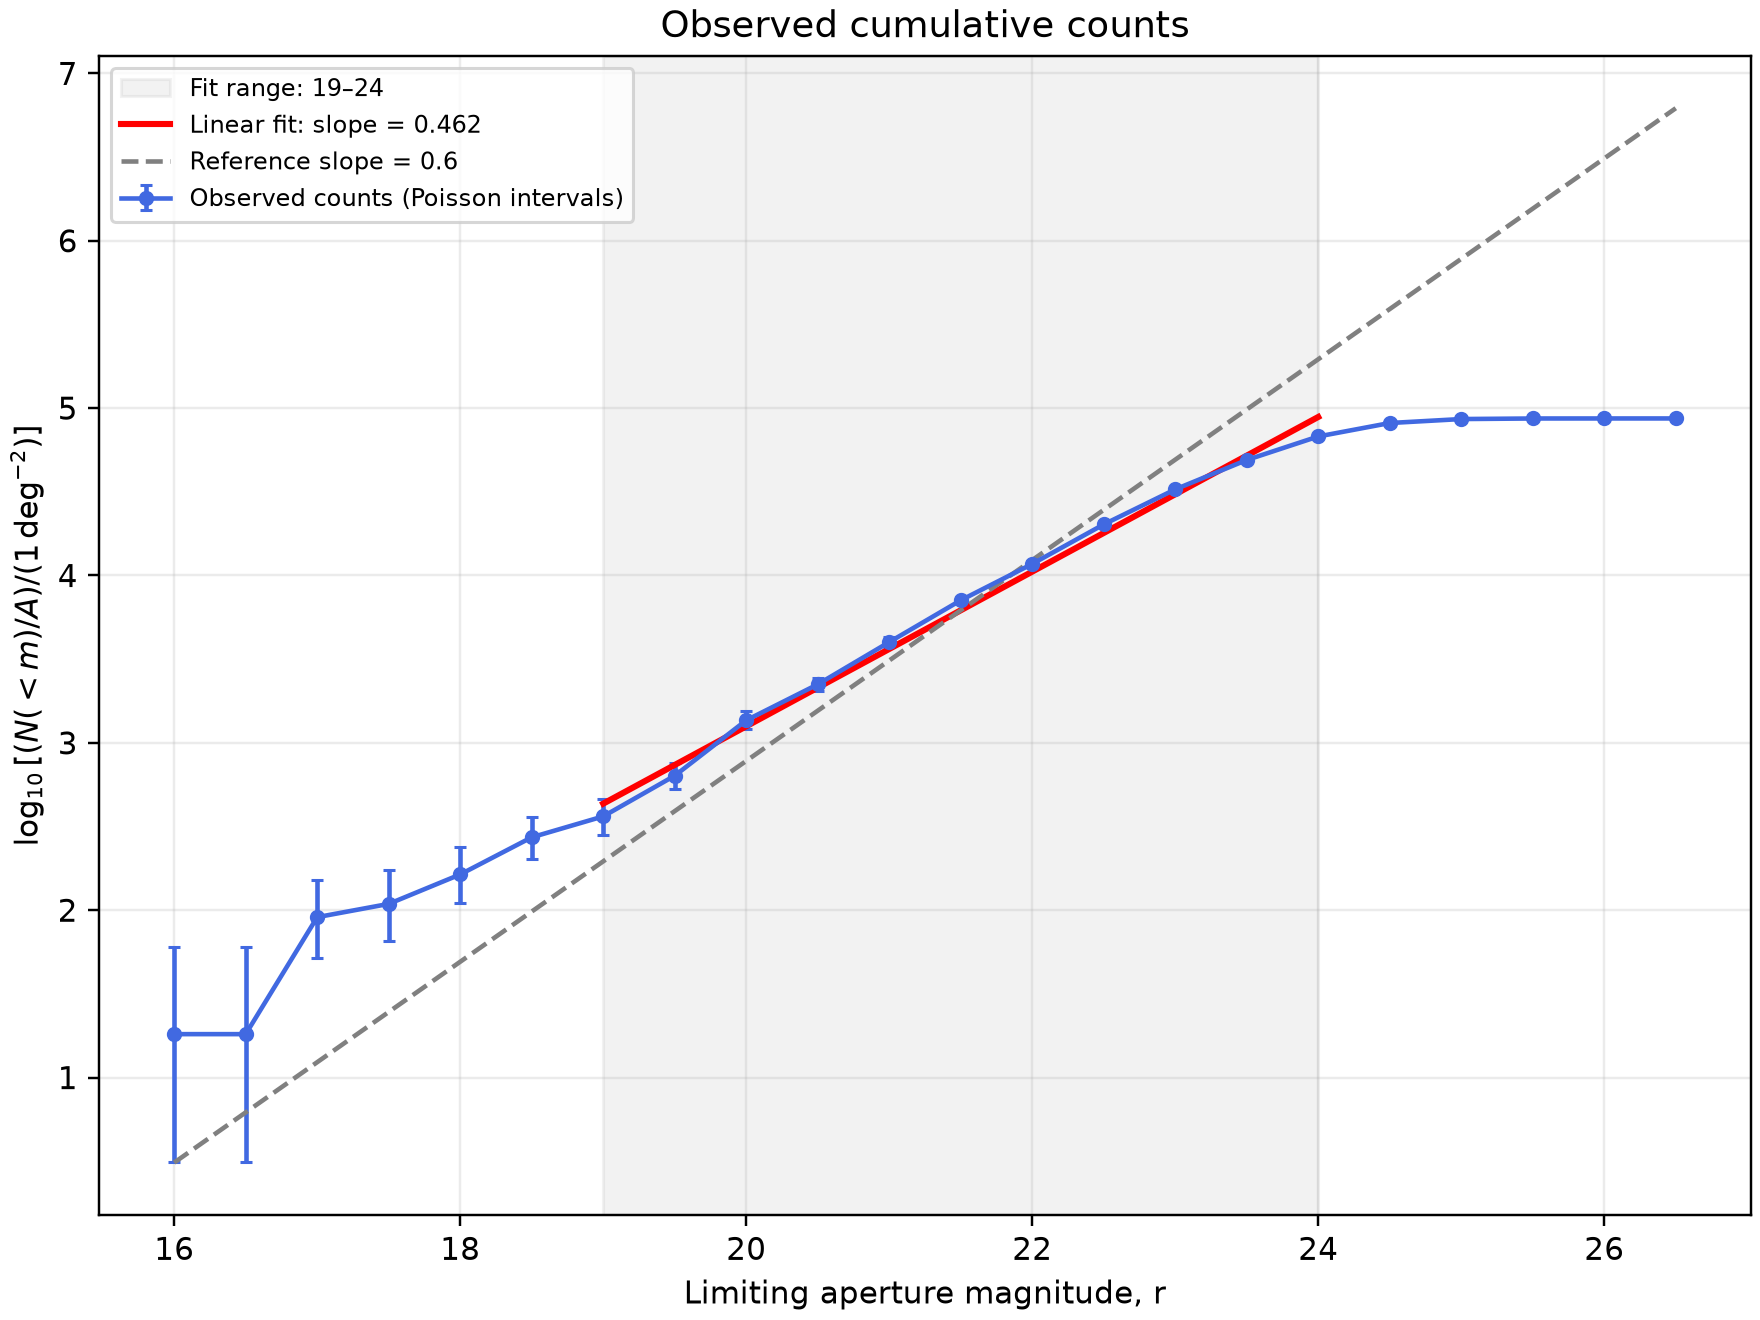 Observed cumulative counts
Fit range: 19–24
Linear fit: slope = 0.462
Reference slope = 0.6
Observed counts (Poisson intervals)
7
6
5
4
3
2
1
log₁₀ [(N(< m)/A)/(1 deg⁻²)]
16 18 20 22 24 26
Limiting aperture magnitude, r